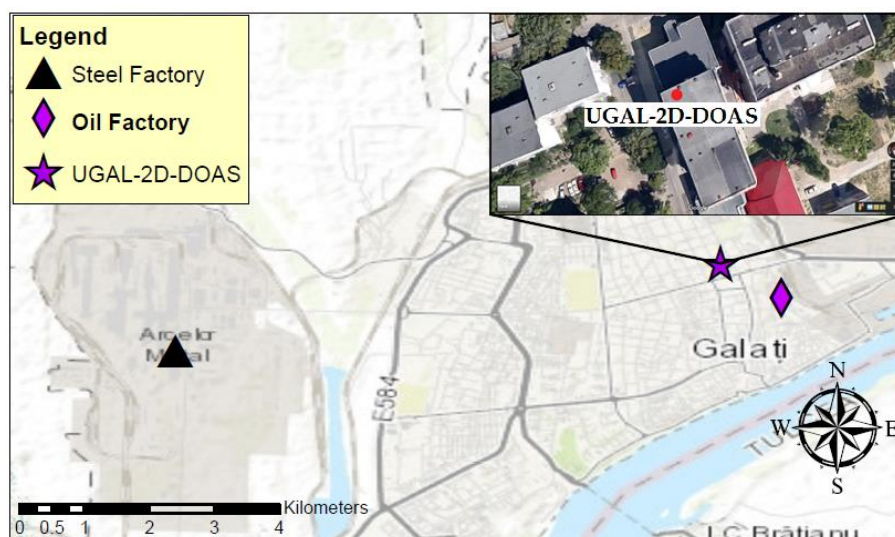 Legend
Steel Factory
Oil Factory
UGAL-2D-DOAS
UGAL-2D-DOAS
Arcelor
Mittal
E584
Galați
N
W E
S
Kilometers
0 0.5 1 2 3 4
I.C.Brătianu